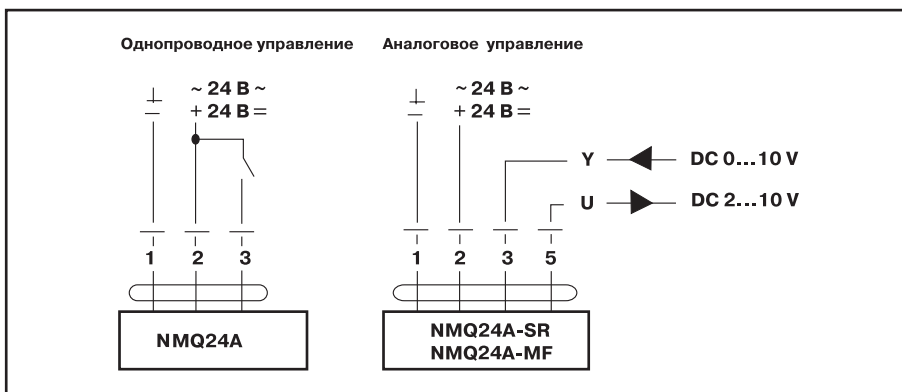 Однопроводное управление
~ 24 В ~
+ 24 В =
1 2 3
NMQ24A
Аналоговое управление
~ 24 В ~
+ 24 В =
Y DC 0...10 V
U DC 2...10 V
1 2 3 5
NMQ24A-SR
NMQ24A-MF